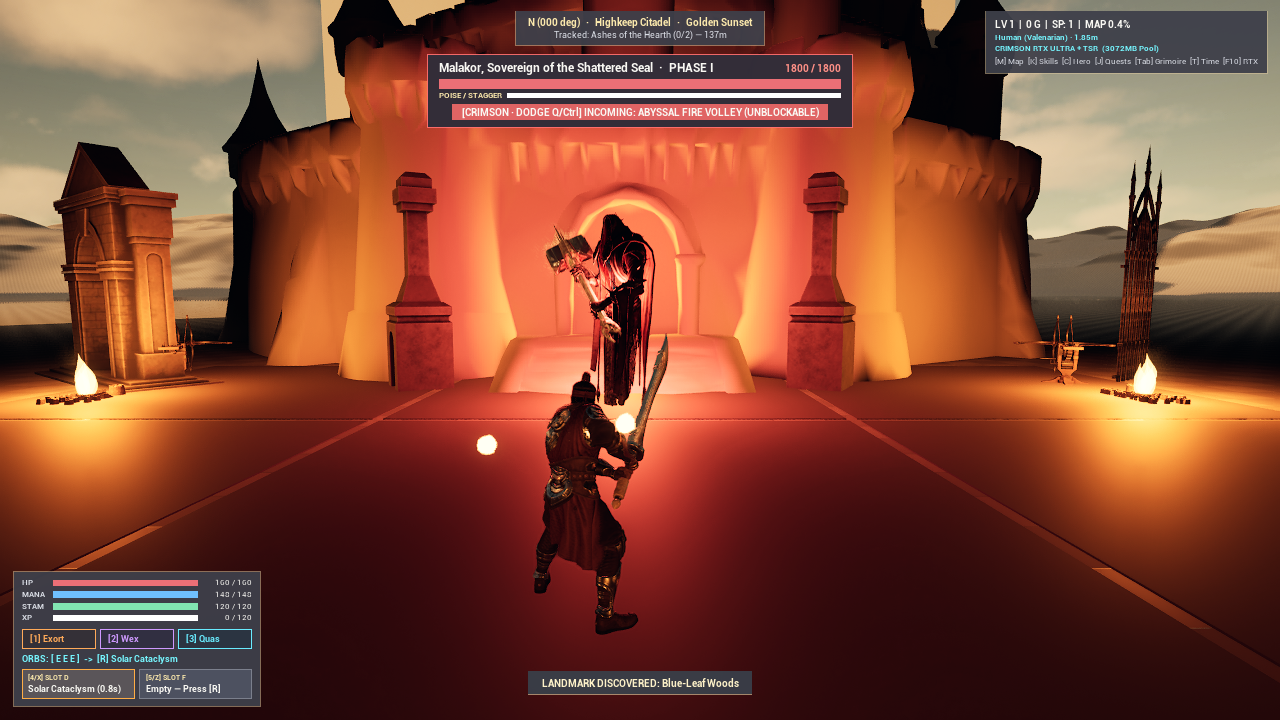 N (000 deg) · Highkeep Citadel · Golden Sunset
Tracked: Ashes of the Hearth (0/2) — 137m
LV 1 | 0 G | SP: 1 | MAP 0.4%
Human (Valenarian) · 1.85m
CRIMSON RTX ULTRA + TSR (3072MB Pool)
[M] Map [K] Skills [C] Hero [J] Quests [Tab] Grimoire [T] Time [F10] RTX
Malakor, Sovereign of the Shattered Seal · PHASE I 1800 / 1800
POISE / STAGGER
[CRIMSON · DODGE Q/Ctrl] INCOMING: ABYSSAL FIRE VOLLEY (UNBLOCKABLE)
HP 160 / 160
MANA 148 / 148
STAM 120 / 120
XP 0 / 120
[1] Exort [2] Wex [3] Quas
ORBS: [ E E E ] -> [R] Solar Cataclysm
[4/X] SLOT D [5/Z] SLOT F
Solar Cataclysm (0.8s) Empty — Press [R]
LANDMARK DISCOVERED: Blue-Leaf Woods